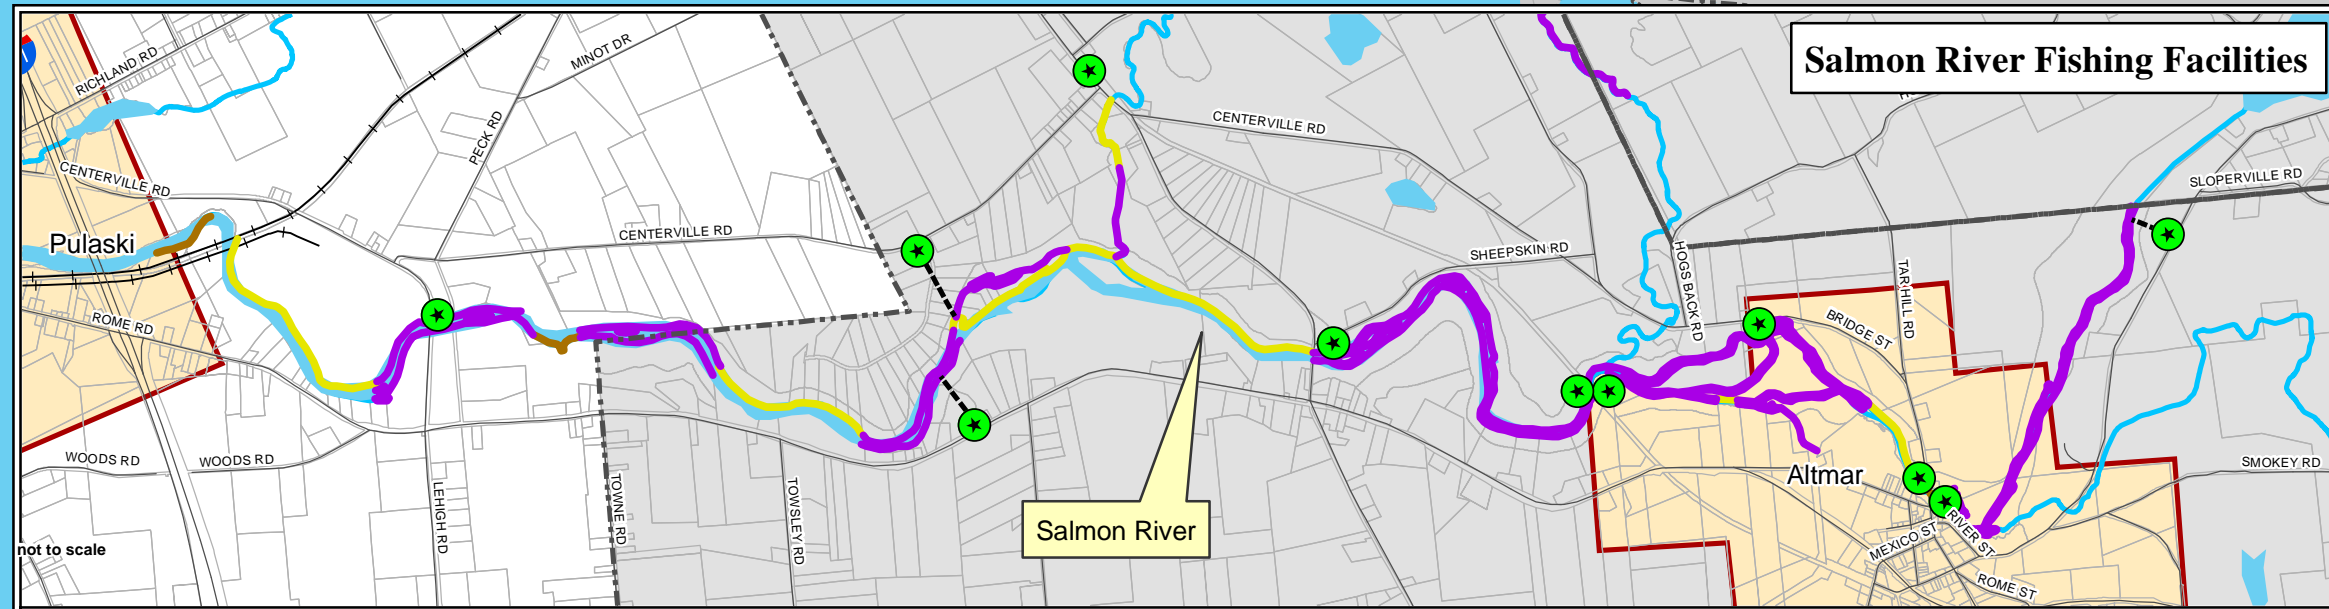 Salmon River Fishing Facilities
RICHLAND RD
MINOT DR
PECK RD
CENTERVILLE RD
CENTERVILLE RD
CENTERVILLE RD
SLOPERVILLE RD
Pulaski
SHEEPSKIN RD
HOGS BACK RD
TAR HILL RD
BRIDGE ST
ROME RD
WOODS RD
WOODS RD
LEHIGH RD
TOWNE RD
TOWSLEY RD
Salmon River
Altmar
SMOKEY RD
RIVER ST
MEXICO ST
ROME ST
not to scale